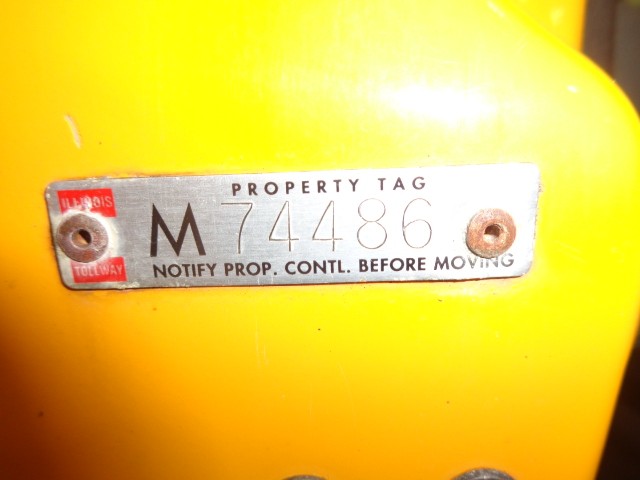 PROPERTY TAG
ILLINOIS
M 74486
TOLLWAY
NOTIFY PROP. CONTL. BEFORE MOVING